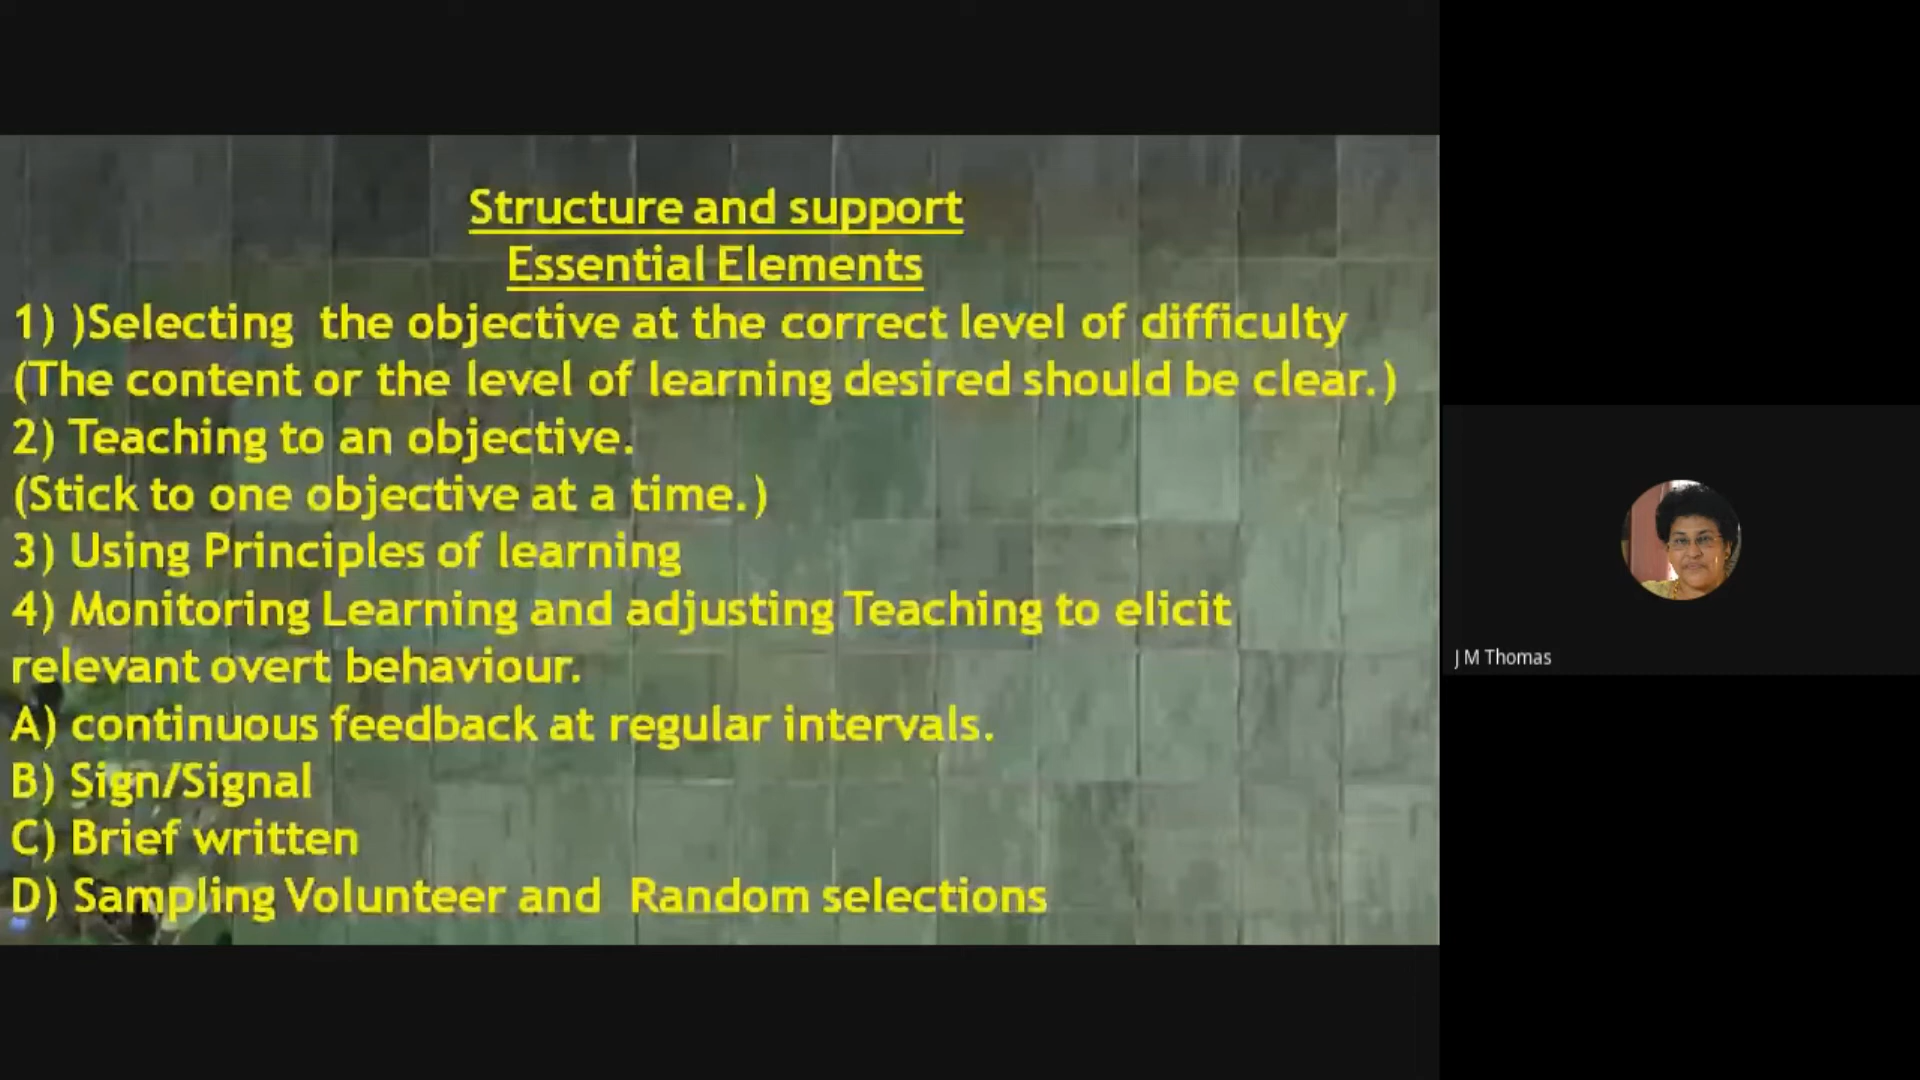 Structure and support
Essential Elements
1) )Selecting  the objective at the correct level of difficulty
(The content or the level of learning desired should be clear.)
2) Teaching to an objective.
(Stick to one objective at a time.)
3) Using Principles of learning
4) Monitoring Learning and adjusting Teaching to elicit
relevant overt behaviour.
A) continuous feedback at regular intervals.
B) Sign/Signal
C) Brief written
D) Sampling Volunteer and  Random selections
J M Thomas